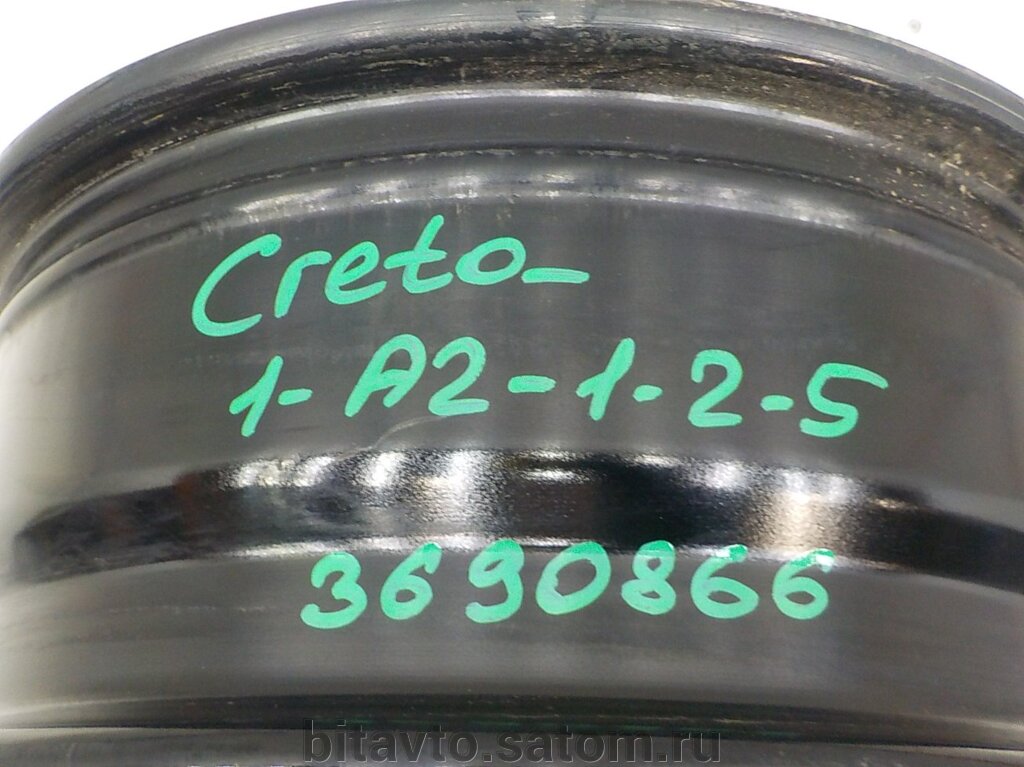 Creto_
1-A2-1-2-5
3690866
bitavto.satom.ru